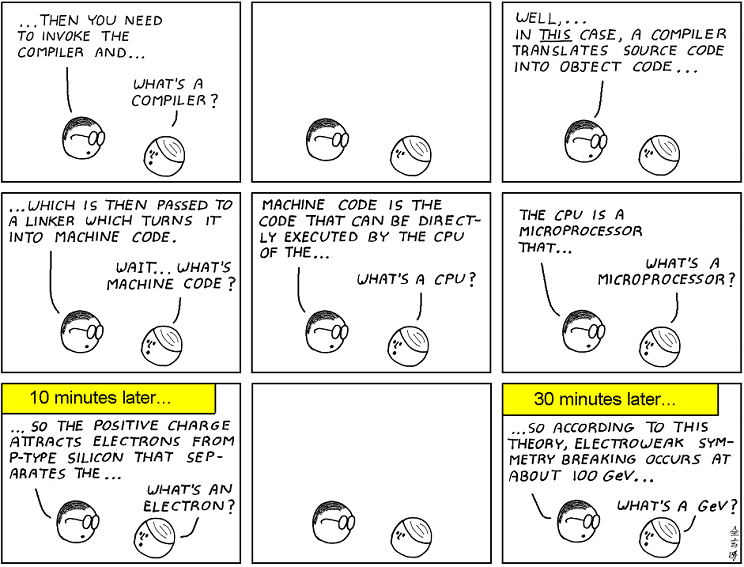 ...THEN YOU NEED
TO INVOKE THE
COMPILER AND...
WHAT'S A
COMPILER?
WELL,...
IN THIS CASE, A COMPILER
TRANSLATES SOURCE CODE
INTO OBJECT CODE...
...WHICH IS THEN PASSED TO
A LINKER WHICH TURNS IT
INTO MACHINE CODE.
WAIT... WHAT'S
MACHINE CODE?
MACHINE CODE IS THE
CODE THAT CAN BE DIRECT-
LY EXECUTED BY THE CPU
OF THE...
WHAT'S A CPU?
THE CPU IS A
MICROPROCESSOR
THAT...
WHAT'S A
MICROPROCESSOR?
10 minutes later...
...SO THE POSITIVE CHARGE
ATTRACTS ELECTRONS FROM
P-TYPE SILICON THAT SEP-
ARATES THE...
WHAT'S AN
ELECTRON?
30 minutes later...
...SO ACCORDING TO THIS
THEORY, ELECTROWEAK SYM-
METRY BREAKING OCCURS AT
ABOUT 100 GeV...
WHAT'S A GeV?